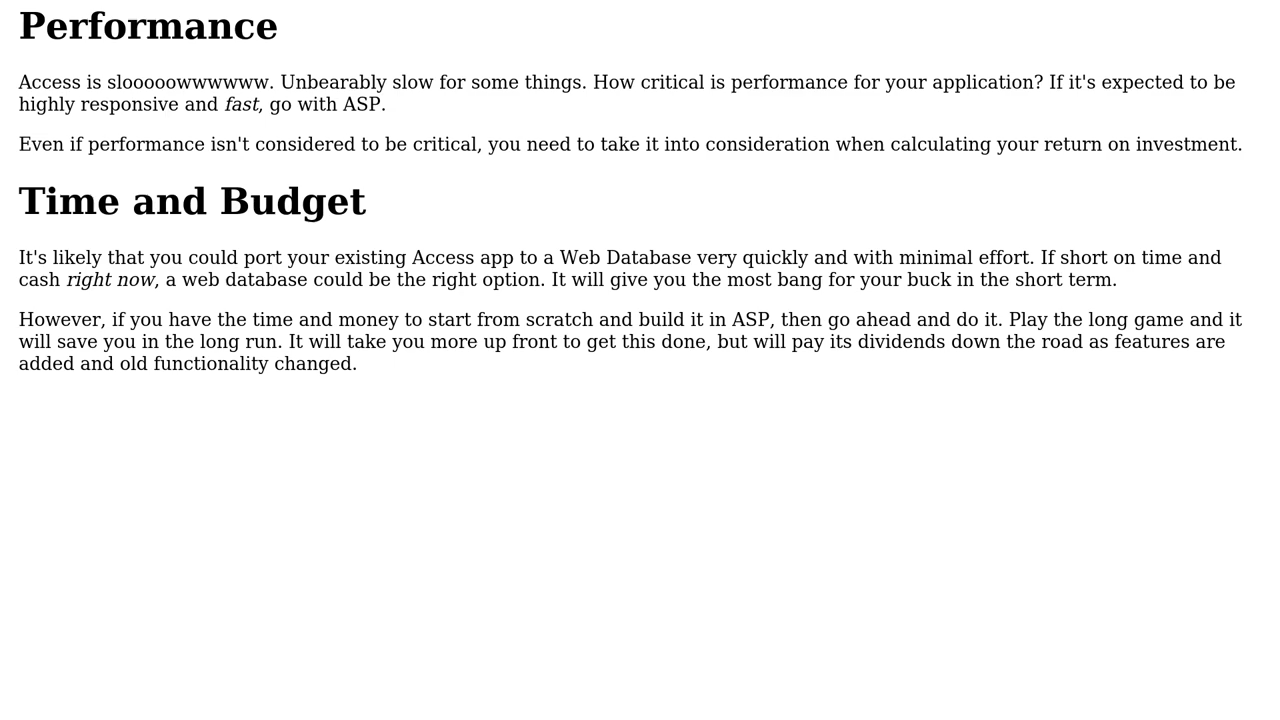 Performance
Access is slooooowwwwww. Unbearably slow for some things. How critical is performance for your application? If it's expected to be
highly responsive and fast, go with ASP.
Even if performance isn't considered to be critical, you need to take it into consideration when calculating your return on investment.
Time and Budget
It's likely that you could port your existing Access app to a Web Database very quickly and with minimal effort. If short on time and
cash right now, a web database could be the right option. It will give you the most bang for your buck in the short term.
However, if you have the time and money to start from scratch and build it in ASP, then go ahead and do it. Play the long game and it
will save you in the long run. It will take you more up front to get this done, but will pay its dividends down the road as features are
added and old functionality changed.